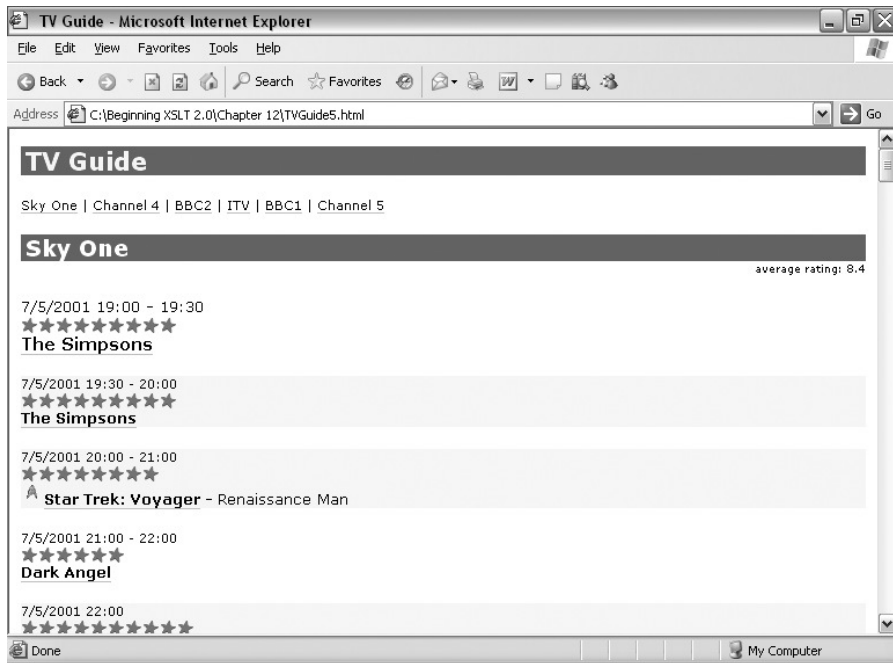 TV Guide - Microsoft Internet Explorer
File Edit View Favorites Tools Help
Back Search Favorites
Address C:\Beginning XSLT 2.0\Chapter 12\TVGuide5.html Go
TV Guide
Sky One | Channel 4 | BBC2 | ITV | BBC1 | Channel 5
Sky One
average rating: 8.4
7/5/2001 19:00 - 19:30
The Simpsons
7/5/2001 19:30 - 20:00
The Simpsons
7/5/2001 20:00 - 21:00
Star Trek: Voyager - Renaissance Man
7/5/2001 21:00 - 22:00
Dark Angel
7/5/2001 22:00
Done My Computer